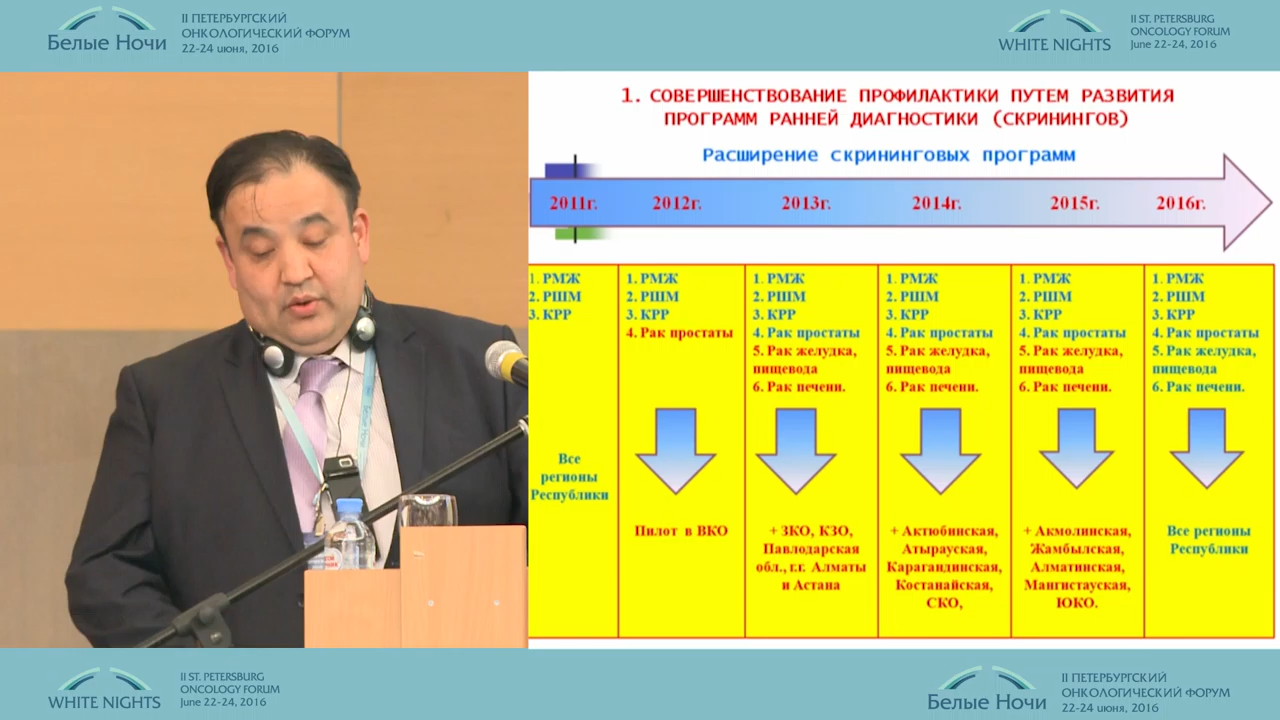 Белые Ночи
II ПЕТЕРБУРГСКИЙ
ОНКОЛОГИЧЕСКИЙ ФОРУМ
22-24 июня, 2016
WHITE NIGHTS
II ST. PETERSBURG
ONCOLOGY FORUM
June 22-24, 2016
1. СОВЕРШЕНСТВОВАНИЕ ПРОФИЛАКТИКИ ПУТЕМ РАЗВИТИЯ
ПРОГРАММ РАННЕЙ ДИАГНОСТИКИ (СКРИНИНГОВ)
Расширение скрининговых программ
2011г. 2012г. 2013г. 2014г. 2015г. 2016г.
1. РМЖ
2. РШМ
3. КРР
Все
регионы
Республики
1. РМЖ
2. РШМ
3. КРР
4. Рак простаты
Пилот в ВКО
1. РМЖ
2. РШМ
3. КРР
4. Рак простаты
5. Рак желудка,
пищевода
6. Рак печени.
+ ЗКО, КЗО,
Павлодарская
обл., г.г. Алматы
и Астана
1. РМЖ
2. РШМ
3. КРР
4. Рак простаты
5. Рак желудка,
пищевода
6. Рак печени.
+ Актюбинская,
Атырауская,
Карагандинская,
Костанайская,
СКО,
1. РМЖ
2. РШМ
3. КРР
4. Рак простаты
5. Рак желудка,
пищевода
6. Рак печени.
+ Акмолинская,
Жамбылская,
Алматинская,
Мангистауская,
ЮКО.
1. РМЖ
2. РШМ
3. КРР
4. Рак простаты
5. Рак желудка,
пищевода
6. Рак печени.
Все регионы
Республики
WHITE NIGHTS
II ST. PETERSBURG
ONCOLOGY FORUM
June 22-24, 2016
Белые Ночи
II ПЕТЕРБУРГСКИЙ
ОНКОЛОГИЧЕСКИЙ ФОРУМ
22-24 июня, 2016